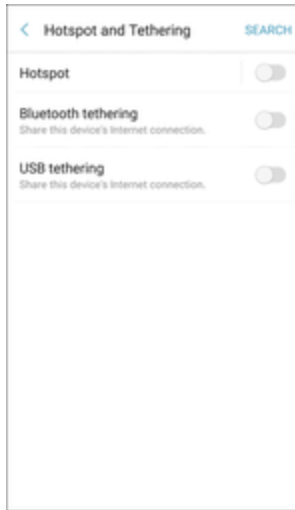 Hotspot and Tethering SEARCH
Hotspot
Bluetooth tethering
Share this device's Internet connection.
USB tethering
Share this device's Internet connection.